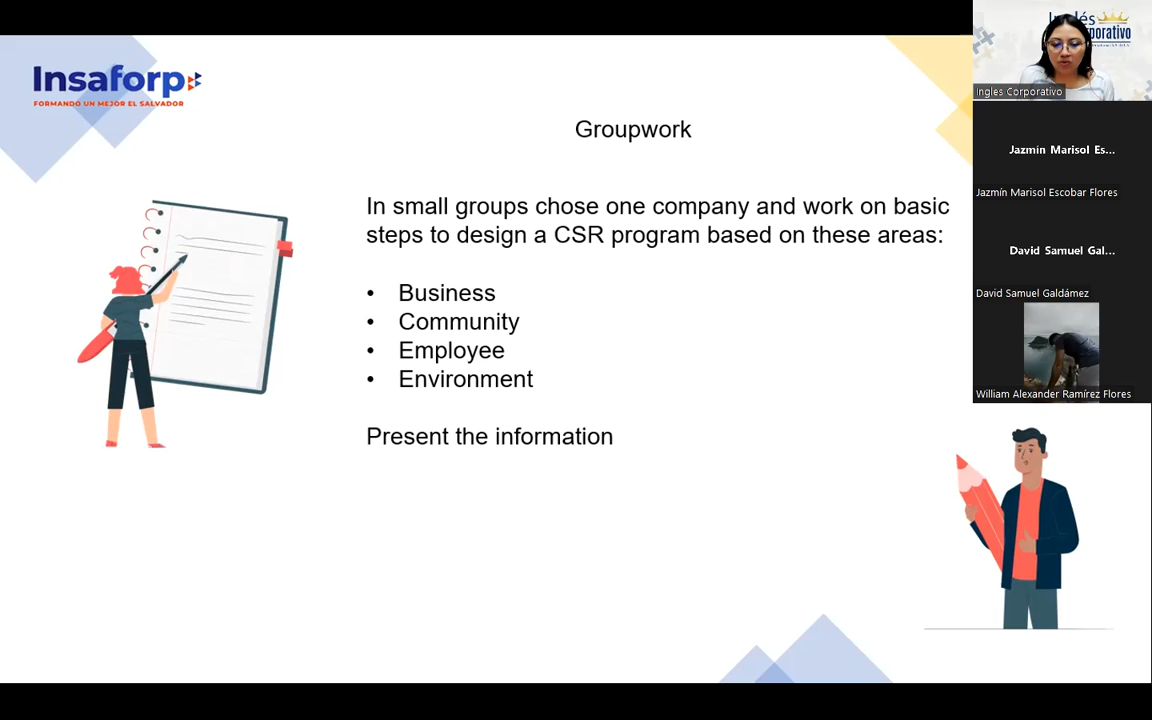 Insaforp
FORMANDO UN MEJOR EL SALVADOR
Groupwork
In small groups chose one company and work on basic
steps to design a CSR program based on these areas:
• Business
• Community
• Employee
• Environment
Present the information
Inglés
Corporativo
Ingles Corporativo
Jazmin Marisol Es...
Jazmín Marisol Escobar Flores
David Samuel Gal...
David Samuel Galdámez
William Alexander Ramírez Flores